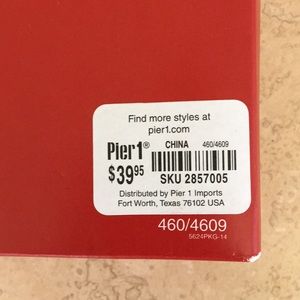 Find more styles at
pier1.com
Pier1® CHINA 460/4609
$39.95
SKU 2857005
Distributed by Pier 1 Imports
Fort Worth, Texas 76102 USA
460/4609
5624PKG-14